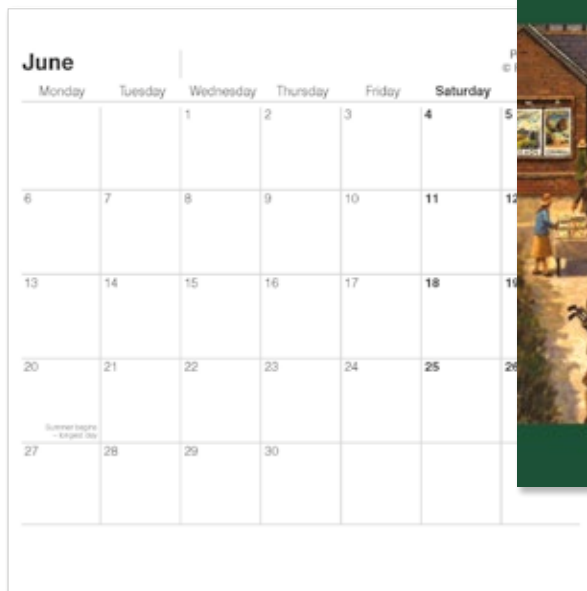 June
Monday Tuesday Wednesday Thursday Friday Saturday
1 2 3 4 5
6 7 8 9 10 11 12
13 14 15 16 17 18 19
20 21 22 23 24 25 26
Summer begins
– longest day
27 28 29 30